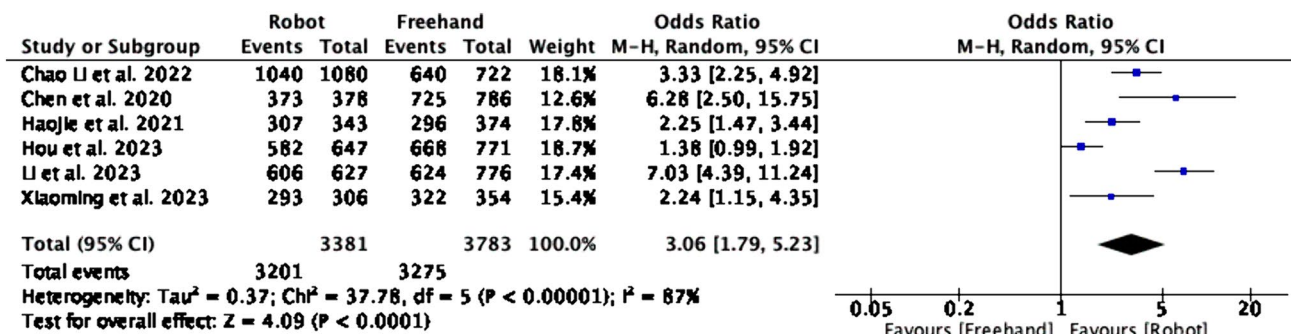 Robot Freehand Odds Ratio Odds Ratio
Study or Subgroup Events Total Events Total Weight M-H, Random, 95% CI M-H, Random, 95% CI
Chao Li et al. 2022 1040 1080 640 722 18.1% 3.33 [2.25, 4.92]
Chen et al. 2020 373 378 725 786 12.6% 6.28 [2.50, 15.75]
Haojie et al. 2021 307 343 296 374 17.8% 2.25 [1.47, 3.44]
Hou et al. 2023 582 647 668 771 18.7% 1.38 [0.99, 1.92]
Li et al. 2023 606 627 624 776 17.4% 7.03 [4.39, 11.24]
Xiaoming et al. 2023 293 306 322 354 15.4% 2.24 [1.15, 4.35]
Total (95% CI) 3381 3783 100.0% 3.06 [1.79, 5.23]
Total events 3201 3275
Heterogeneity: Tau² = 0.37; Chi² = 37.78, df = 5 (P < 0.00001); I² = 87%
Test for overall effect: Z = 4.09 (P < 0.0001)
0.05 0.2 1 5 20
Favours [Freehand] Favours [Robot]